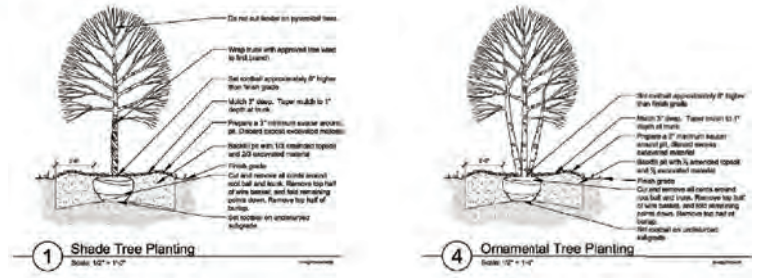 Do not cut leader on pyramidal trees.
Wrap trunk with approved tree wrap
to first branch
Set rootball approximately higher
than finish grade
Mulch 3" deep. Taper mulch to 1"
depth at trunk.
Prepare a 3" minimum saucer around
pit. Discard excess excavated material
Backfill pit with 1/3 amended topsoil
and 2/3 excavated material
Finish grade
Cut and remove all cords around
root ball and trunk. Remove top half
of wire basket, and fold remaining
points down. Remove top half of
burlap.
Set rootball on undisturbed
subgrade
1 Shade Tree Planting
Scale: 1/2" = 1'-0"
Set rootball approximately higher
than finish grade
Mulch 3" deep. Taper mulch to 1"
depth at trunk.
Prepare a minimum saucer
around pit, discard excess
excavated material
Backfill pit with amended topsoil
and excavated material
Finish grade
Cut and remove all cords around
root ball and trunk. Remove top half
of wire basket, and fold remaining
points down. Remove top half of
burlap.
Set rootball on undisturbed
subgrade
4 Ornamental Tree Planting
Scale: 1/2" = 1'-0"